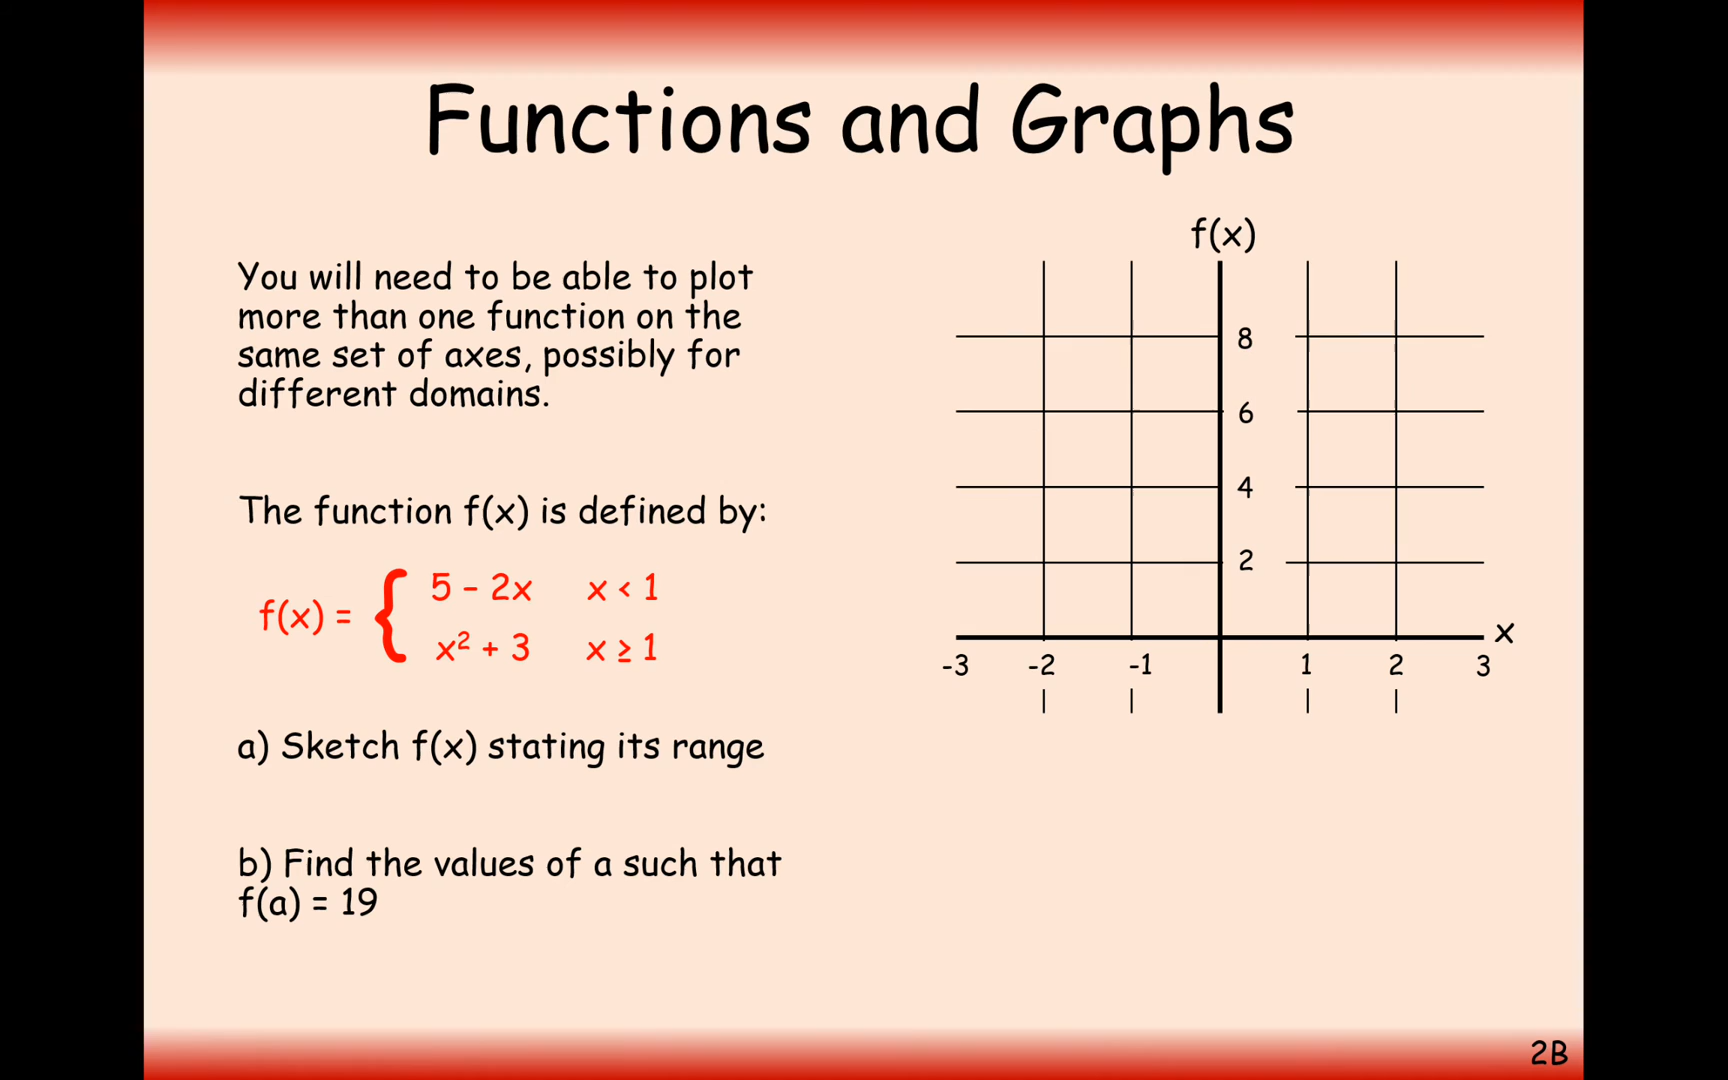 Functions and Graphs
You will need to be able to plot
more than one function on the
same set of axes, possibly for
different domains.
The function f(x) is defined by:
f(x) = { 5 – 2x x < 1
x² + 3 x ≥ 1
a) Sketch f(x) stating its range
b) Find the values of a such that
f(a) = 19
f(x)
8
6
4
2
x
-3 -2 -1 1 2 3
2B